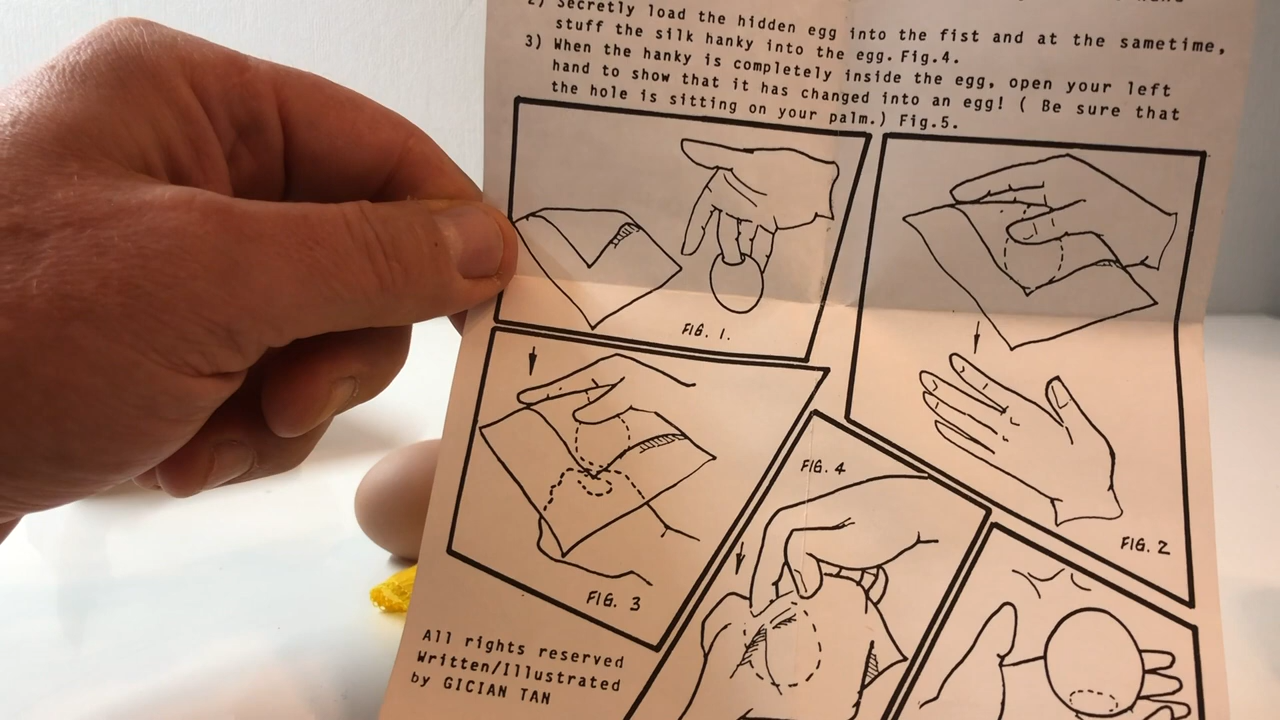 2) Secretly load the hidden egg into the fist and at the sametime,
stuff the silk hanky into the egg. Fig.4.
3) When the hanky is completely inside the egg, open your left
hand to show that it has changed into an egg! ( Be sure that
the hole is sitting on your palm.) Fig.5.
FIG. 1.
FIG. 2
FIG. 3
FIG. 4
All rights reserved
Written/Illustrated
by GICIAN TAN